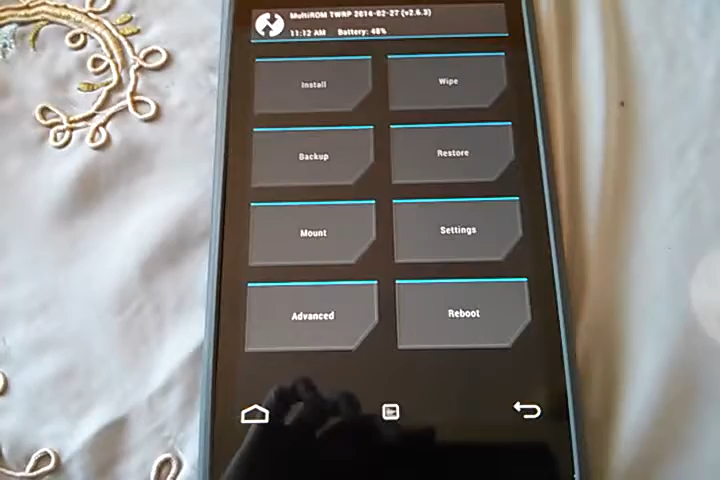 MultiROM TWRP 2014-02-27 (v2.6.3)
11:12 AM Battery: 48%
Install
Wipe
Backup
Restore
Mount
Settings
Advanced
Reboot